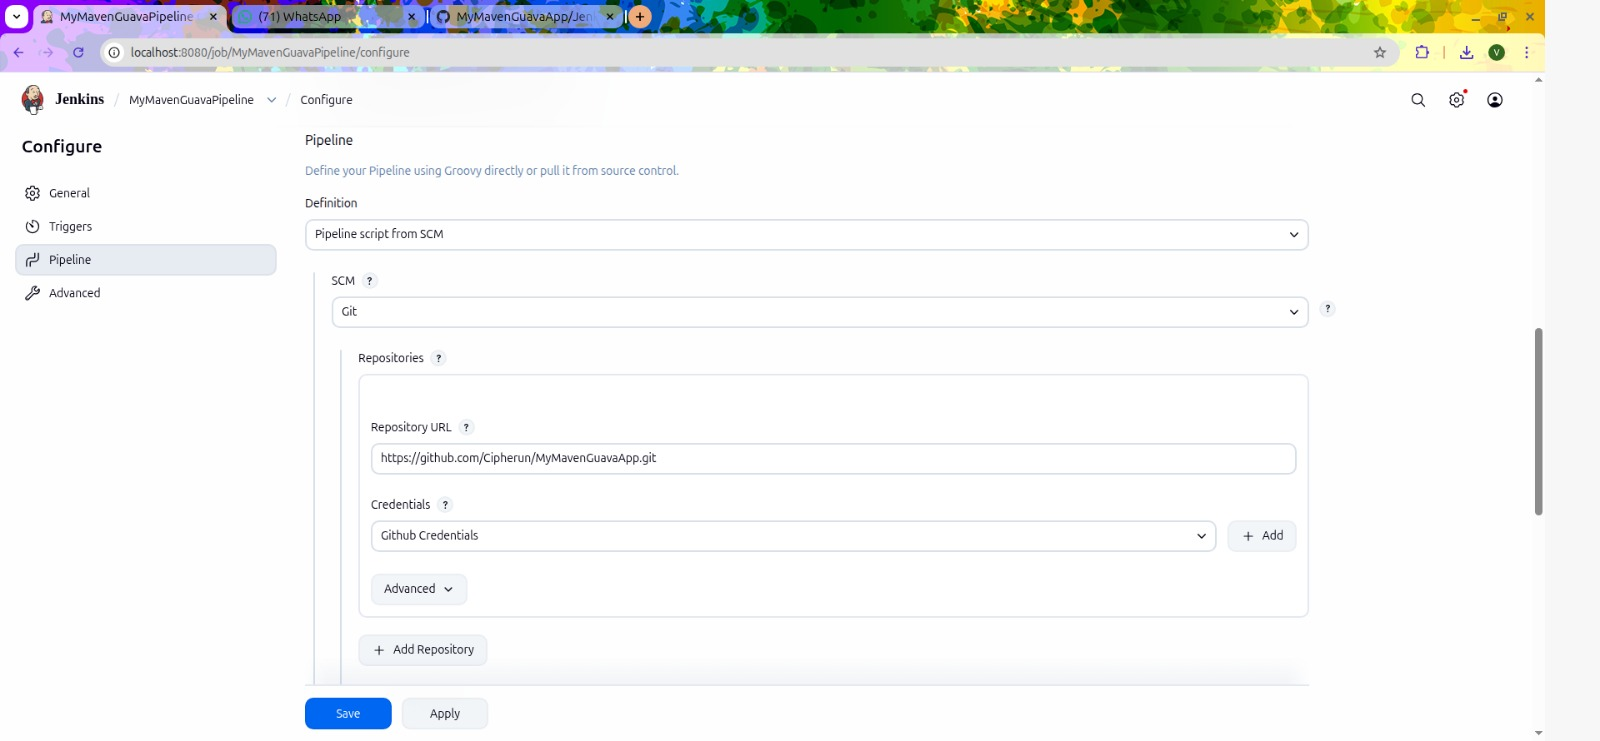 MyMavenGuavaPipeline
(71) WhatsApp
MyMavenGuavaApp/Jen
localhost:8080/job/MyMavenGuavaPipeline/configure
V
Jenkins / MyMavenGuavaPipeline / Configure
Configure
General
Triggers
Pipeline
Advanced
Pipeline
Define your Pipeline using Groovy directly or pull it from source control.
Definition
Pipeline script from SCM
SCM ?
Git
?
Repositories ?
Repository URL ?
https://github.com/Cipherun/MyMavenGuavaApp.git
Credentials ?
Github Credentials
+ Add
Advanced
+ Add Repository
Save
Apply